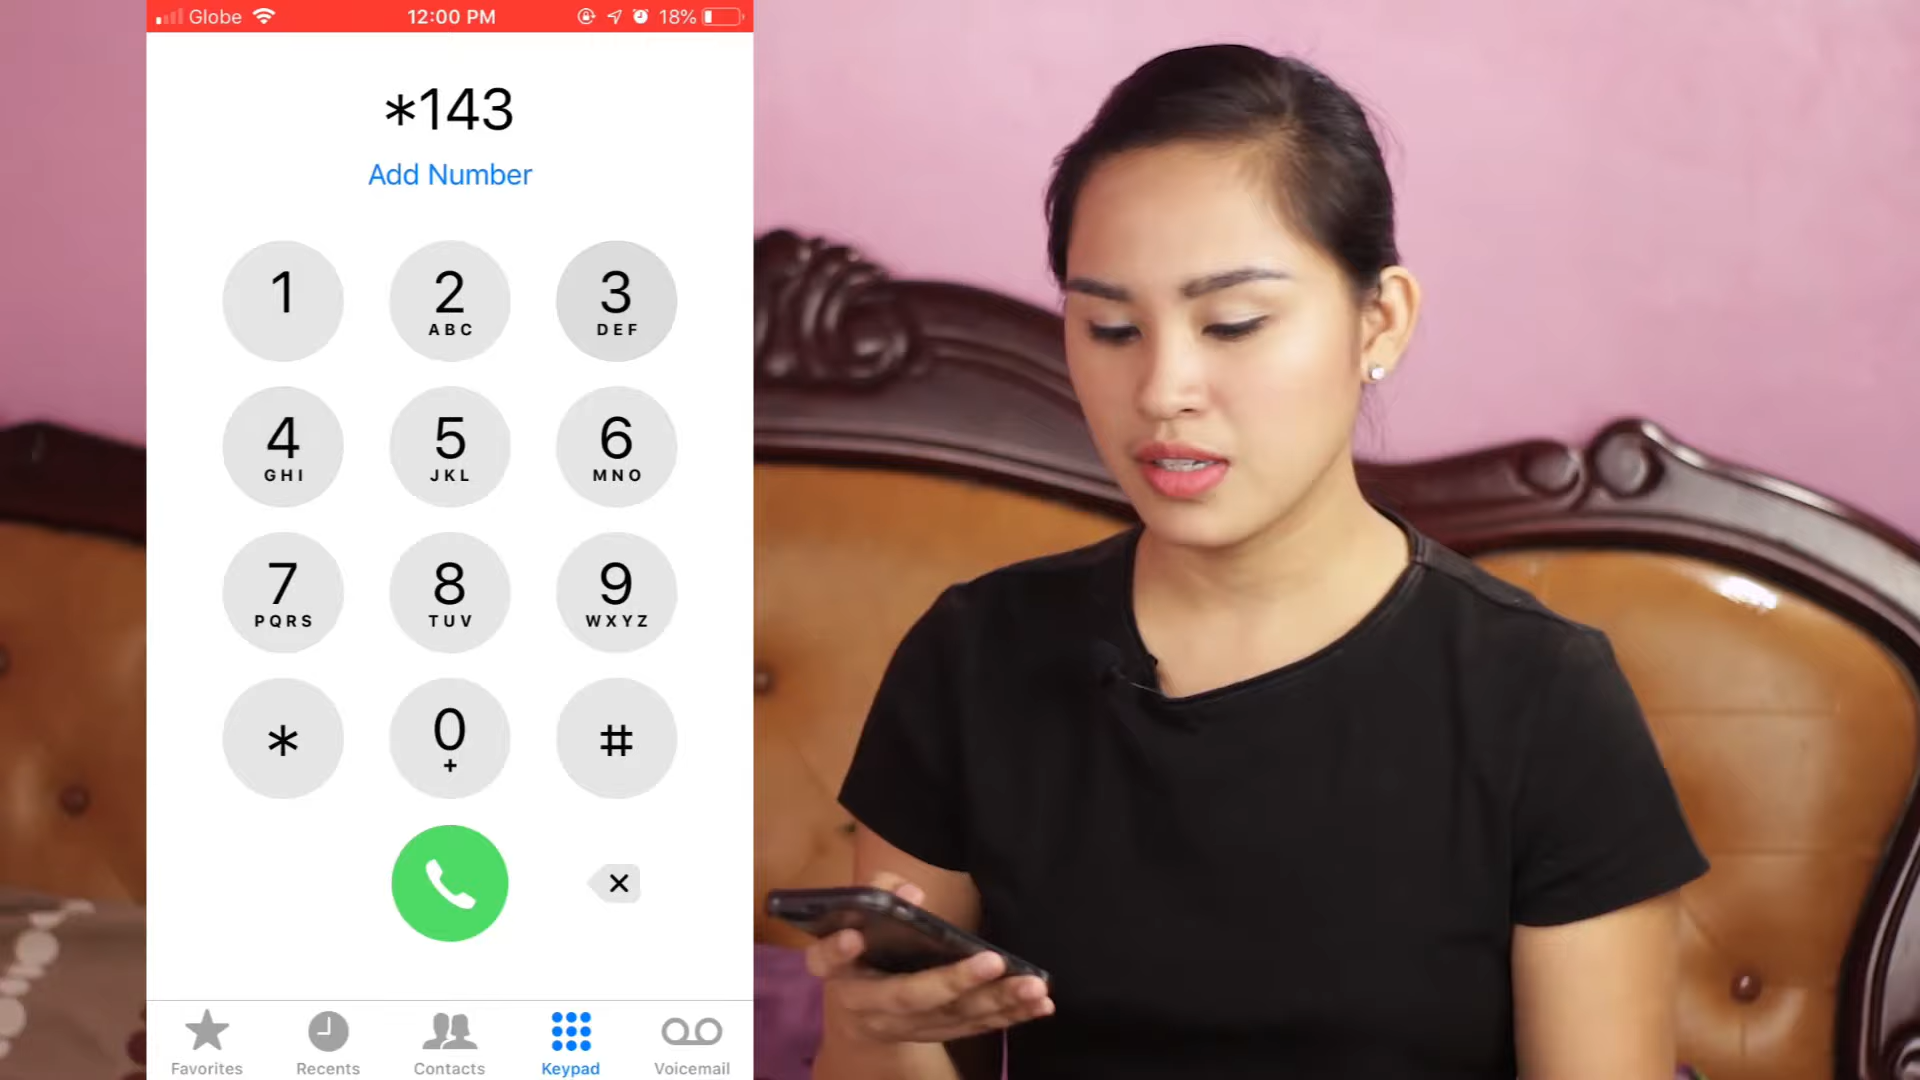 Globe 12:00 PM 18%
*143
Add Number
1 2 3
ABC DEF
4 5 6
GHI JKL MNO
7 8 9
PQRS TUV WXYZ
* 0 #
+
Favorites Recents Contacts Keypad Voicemail